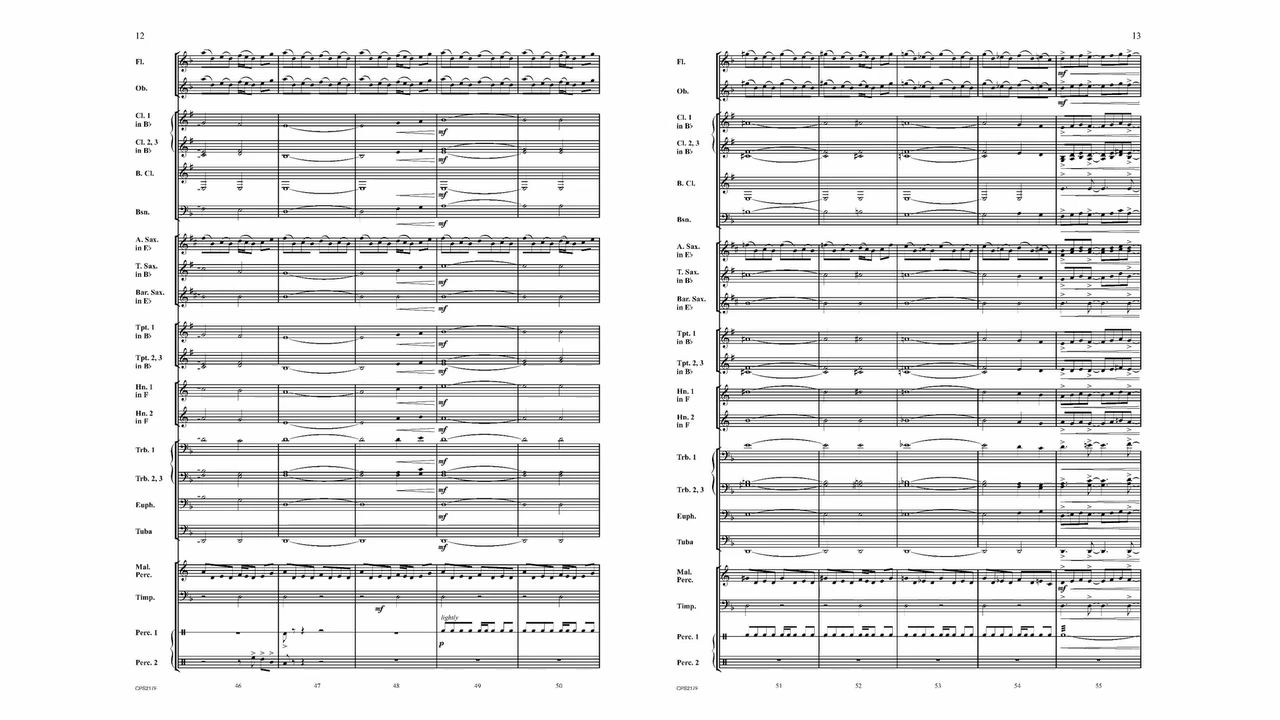 12
Fl.
Ob.
Cl. 1
in B♭
Cl. 2, 3
in B♭
B. Cl.
mf
mf
mf
Bsn.
mf
A. Sax.
in E♭
T. Sax.
in B♭
mf
Bar. Sax.
in E♭
mf
Tpt. 1
in B♭
mf
Tpt. 2, 3
in B♭
mf
Hn. 1
in F
mf
Hn. 2
in F
mf
Trb. 1
mf
Trb. 2, 3
mf
Euph.
mf
Tuba
mf
Mal.
Perc.
Timp.
mf
lightly
Perc. 1
p
Perc. 2
46 47 48 49 50
CPS211F
13
Fl.
mf
Ob.
mf
Cl. 1
in B♭
Cl. 2, 3
in B♭
B. Cl.
Bsn.
A. Sax.
in E♭
T. Sax.
in B♭
Bar. Sax.
in E♭
Tpt. 1
in B♭
Tpt. 2, 3
in B♭
Hn. 1
in F
Hn. 2
in F
Trb. 1
Trb. 2, 3
Euph.
Tuba
Mal.
Perc.
mf
Timp.
Perc. 1
Perc. 2
51 52 53 54 55